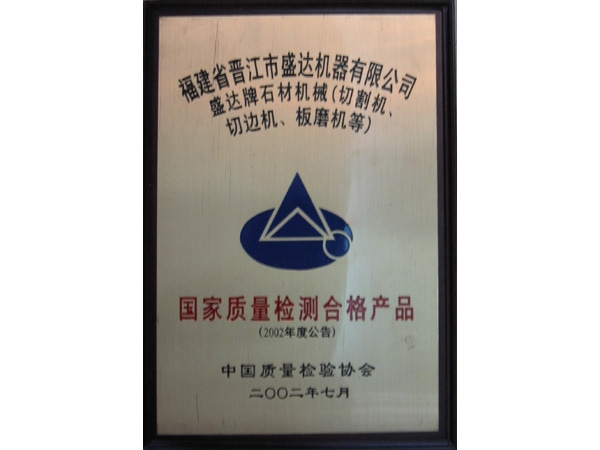 福建省晋江市盛达机器有限公司
盛达牌石材机械(切割机、
切边机、板磨机等)
国家质量检测合格产品
(2002年度公告)
中国质量检验协会
二〇〇二年七月